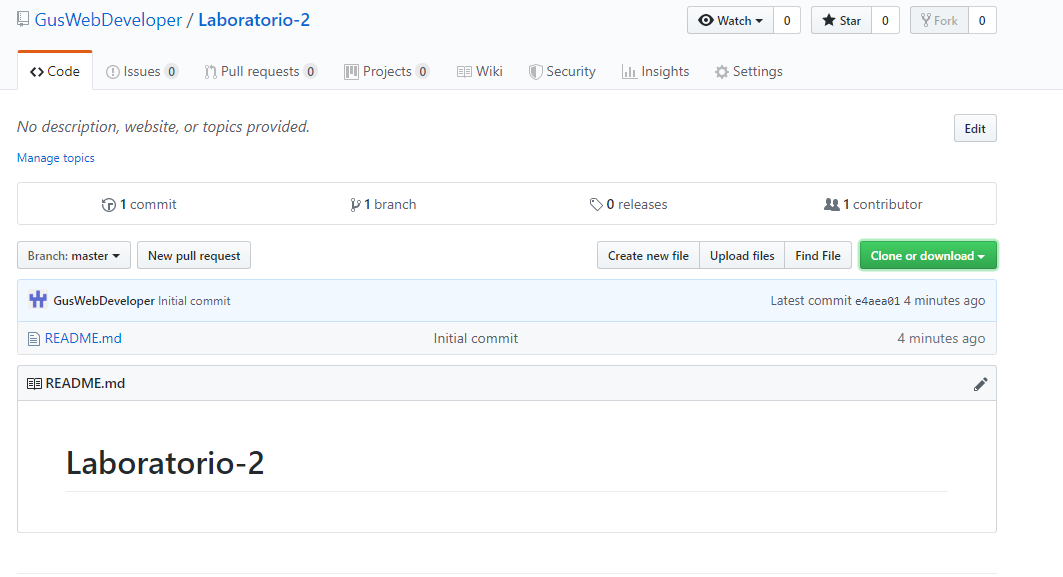 GusWebDeveloper / Laboratorio-2
Watch 0 Star 0 Fork 0
Code Issues 0 Pull requests 0 Projects 0 Wiki Security Insights Settings
No description, website, or topics provided. Edit
Manage topics
1 commit 1 branch 0 releases 1 contributor
Branch: master New pull request Create new file Upload files Find File Clone or download
GusWebDeveloper Initial commit Latest commit e4aea01 4 minutes ago
README.md Initial commit 4 minutes ago
README.md
Laboratorio-2